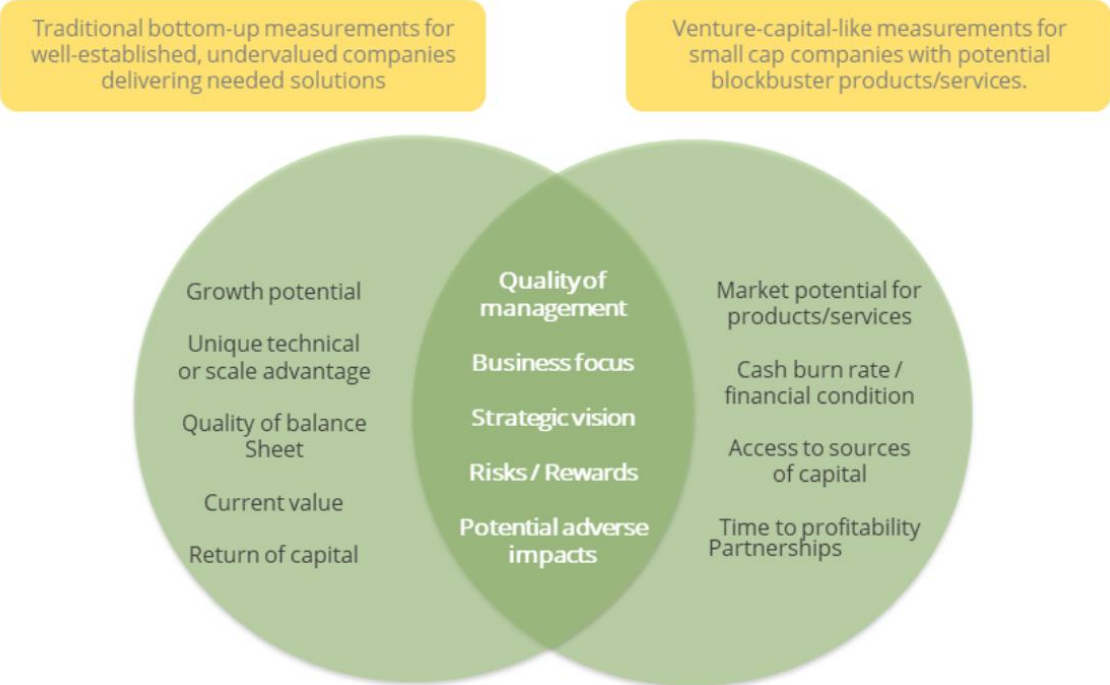 Traditional bottom-up measurements for
well-established, undervalued companies
delivering needed solutions
Venture-capital-like measurements for
small cap companies with potential
blockbuster products/services.
Growth potential
Unique technical
or scale advantage
Quality of balance
Sheet
Current value
Return of capital
Quality of
management
Business focus
Strategic vision
Risks / Rewards
Potential adverse
impacts
Market potential for
products/services
Cash burn rate /
financial condition
Access to sources
of capital
Time to profitability
Partnerships